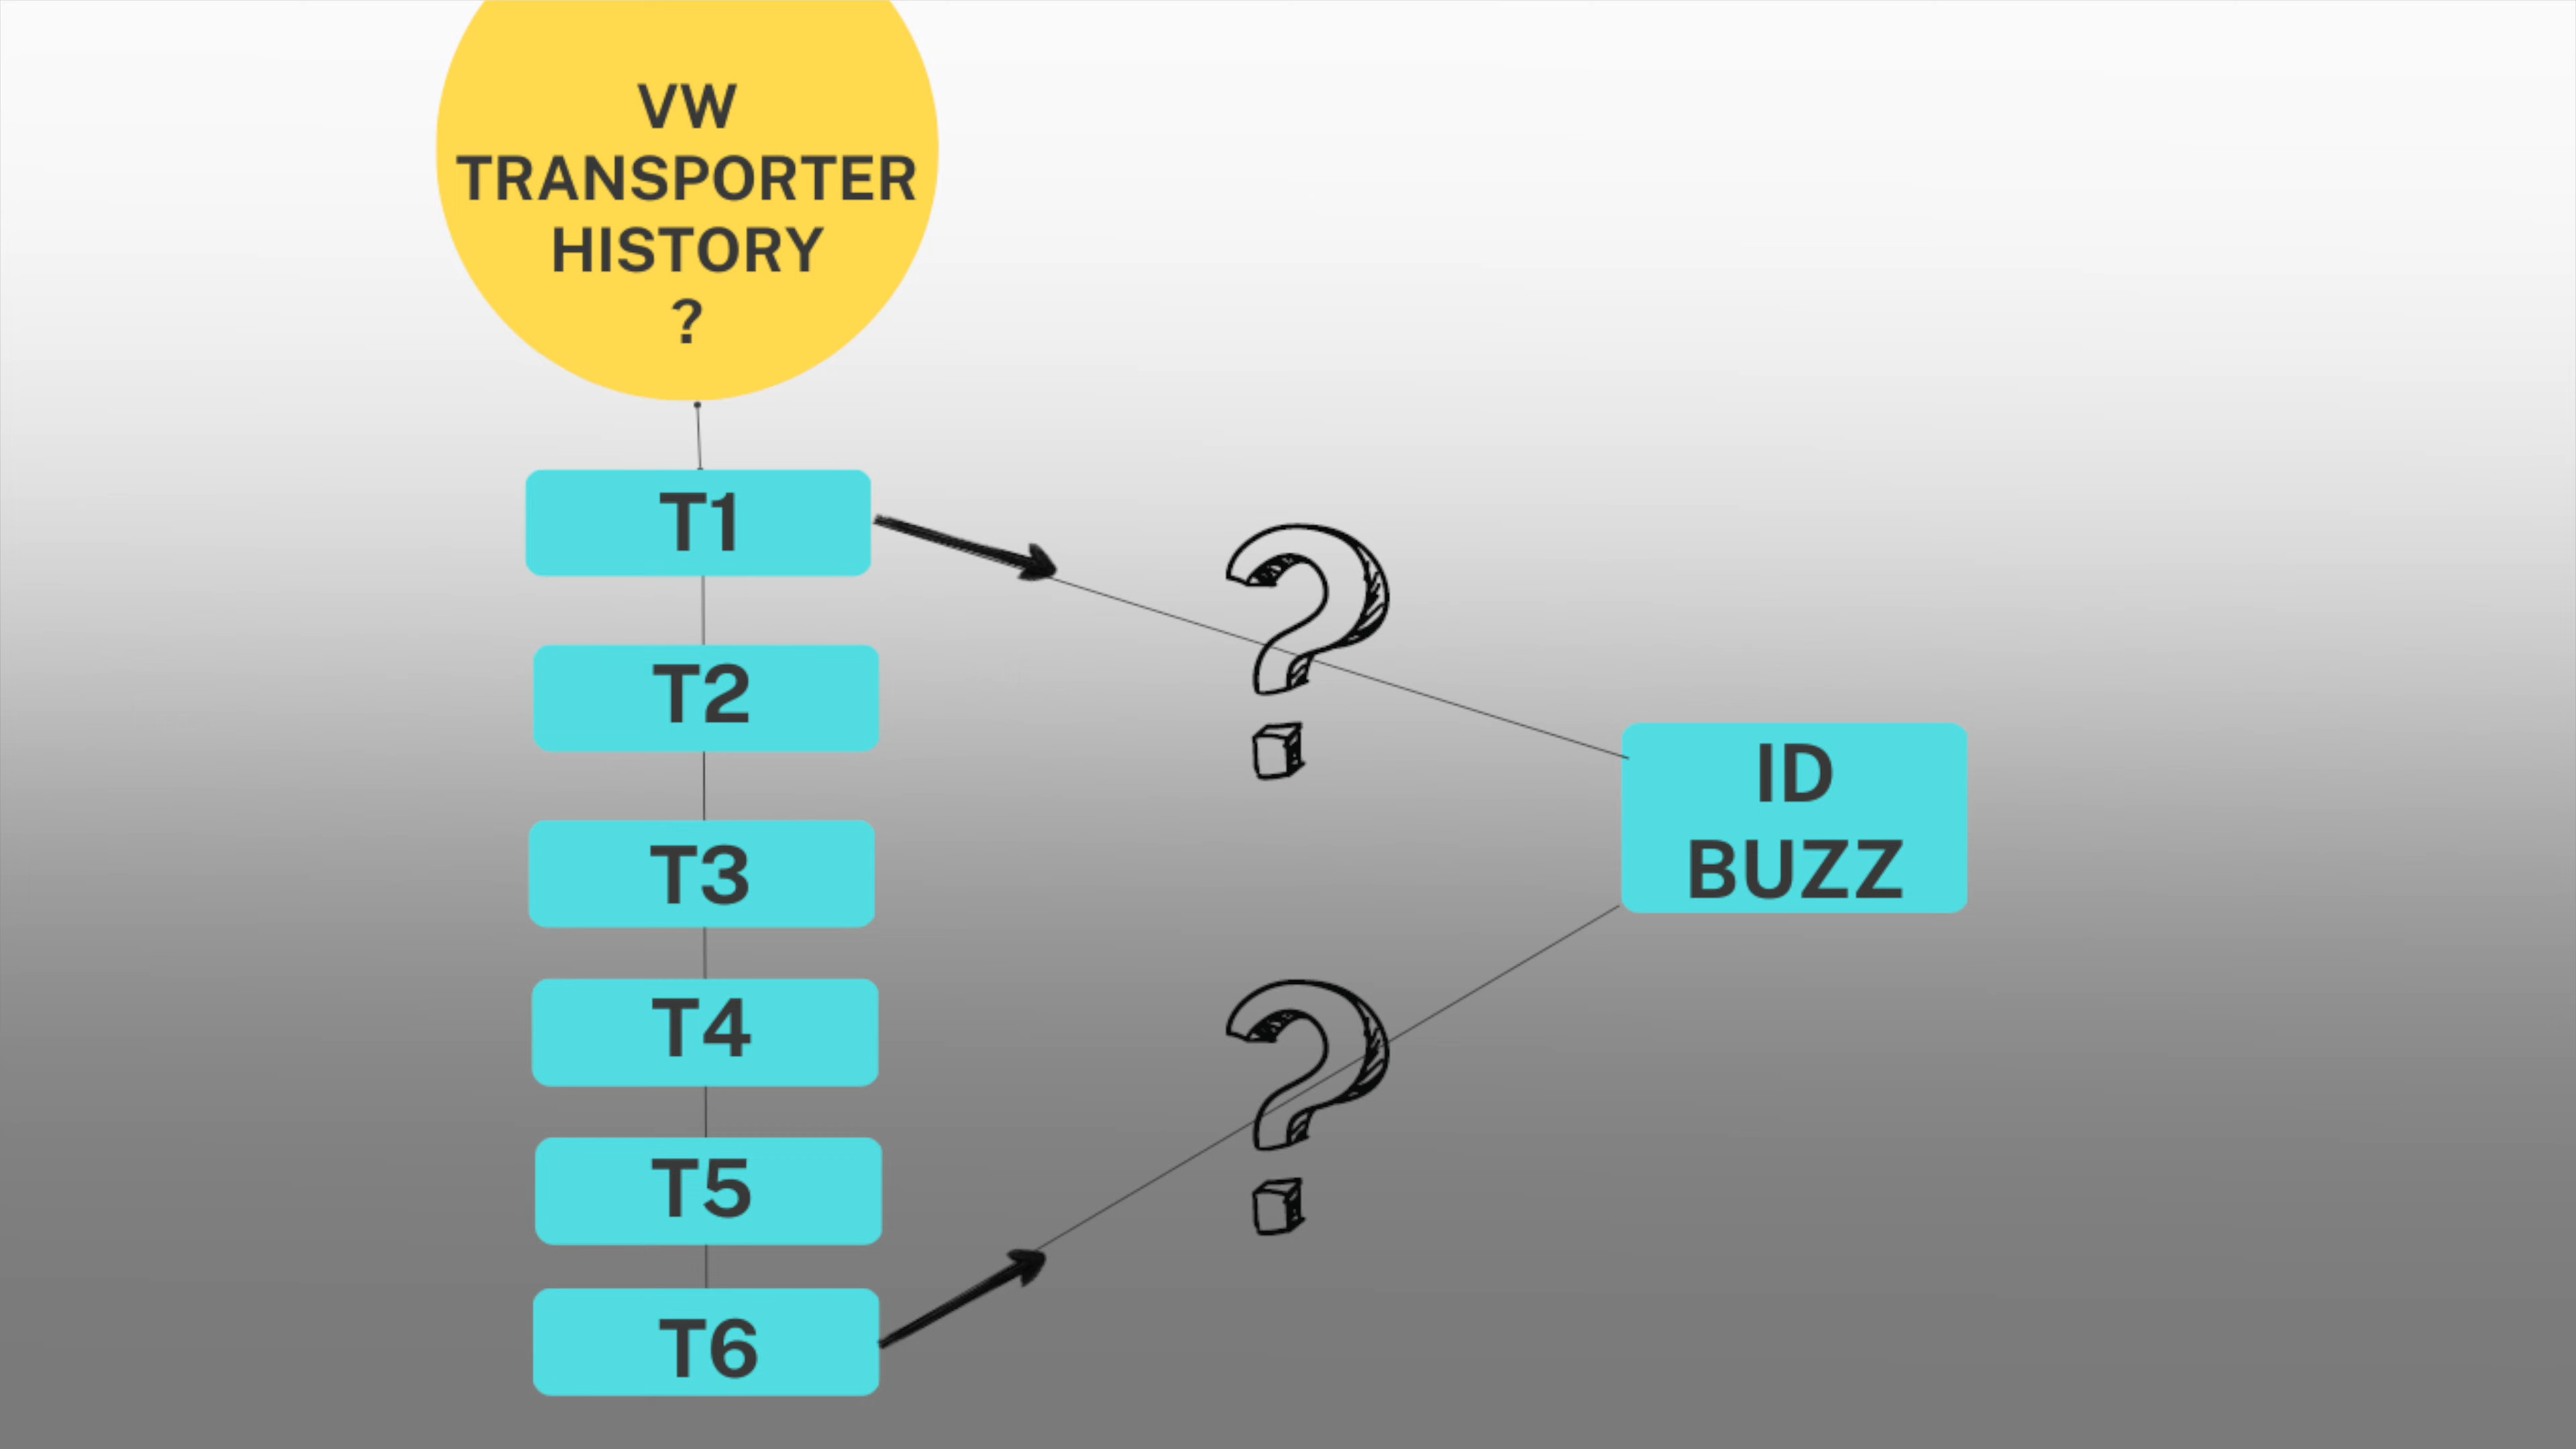 VW
TRANSPORTER
HISTORY
?
T1
T2
T3
T4
T5
T6
?
?
ID
BUZZ